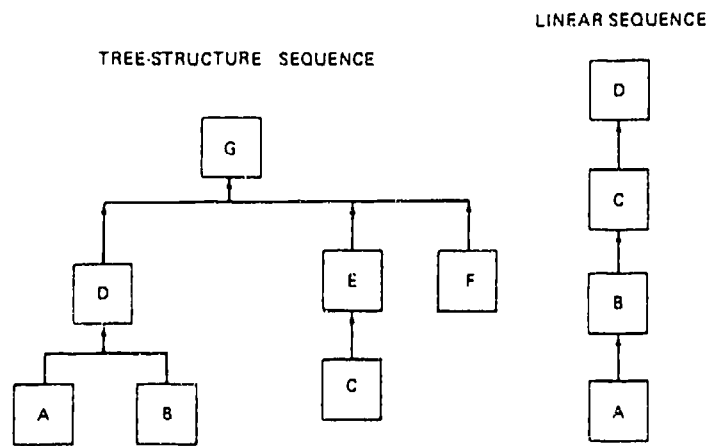 LINEAR SEQUENCE
TREE-STRUCTURE SEQUENCE
G
D
E
F
A
B
C
D
C
B
A